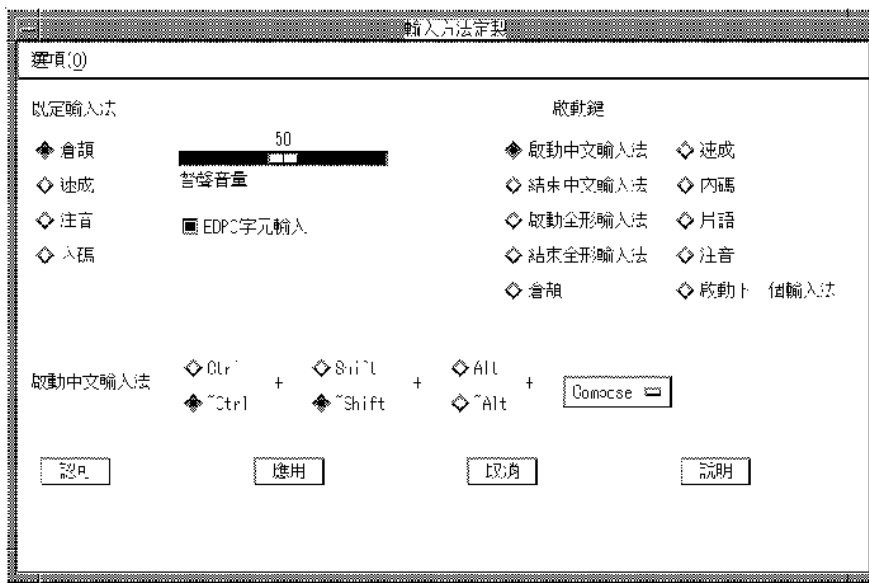 輸入方法定製
選項(O)
既定輸入法 啟動鍵
倉頡 50 啟動中文輸入法 速成
速成 警聲音量 結束中文輸入法 內碼
注音 EDPC字元輸入 啟動全形輸入法 片語
內碼 結束全形輸入法 注音
倉頡 啟動下一個輸入法
Ctrl Shift Alt
啟動中文輸入法 + + + Compose
~Ctrl ~Shift ~Alt
認可 應用 取消 說明